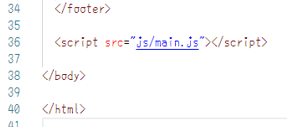 34 </footer>
35
36 <script src="js/main.js"></script>
37
38 </body>
39
40 </html>
41